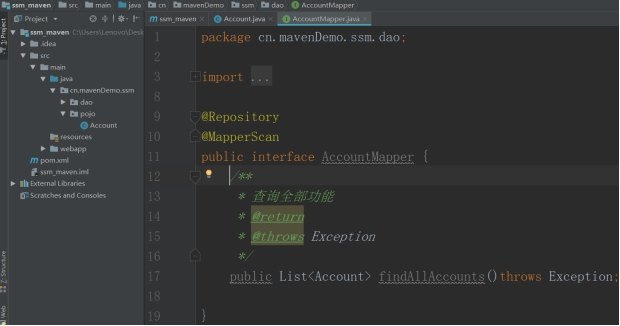 ssm_maven
src
main
java
cn
mavenDemo
ssm
dao
AccountMapper
Project
ssm_maven
Account.java
AccountMapper.java
1: Project
ssm_maven C:\Users\Lenovo\Desk
.idea
src
main
java
cn.mavenDemo.ssm
dao
pojo
Account
resources
webapp
pom.xml
ssm_maven.iml
External Libraries
Scratches and Consoles
Z: Structure
Web
1 package cn.mavenDemo.ssm.dao;
2
3 import ...
8
9 @Repository
10 @MapperScan
11 public interface AccountMapper {
12 /**
13 * 查询全部功能
14 * @return
15 * @throws Exception
16 */
17 public List<Account> findAllAccounts()throws Exception;
18
19 }